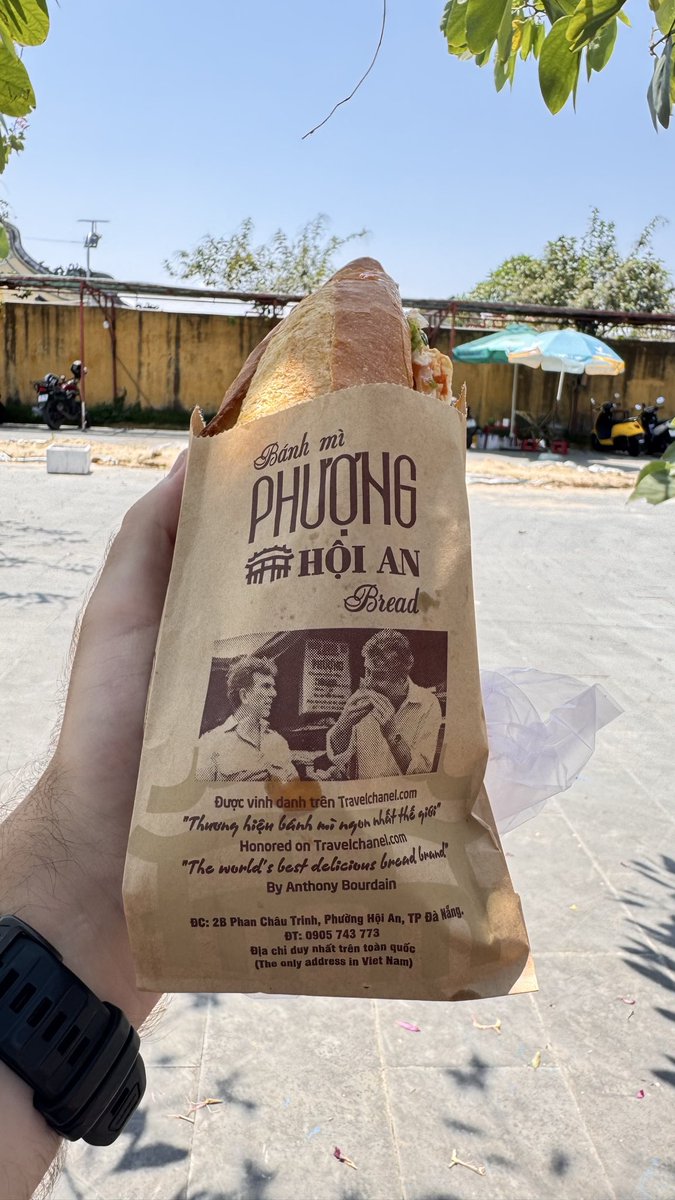 Bánh mì
PHƯỢNG
HỘI AN
Bread
Được vinh danh trên Travelchanel.com
"Thương hiệu bánh mì ngon nhất thế giới"
Honored on Travelchanel.com
"The world's best delicious bread brand"
By Anthony Bourdain
ĐC: 2B Phan Châu Trinh, Phường Hội An, TP Đà Nẵng.
ĐT: 0905 743 773
Địa chỉ duy nhất trên toàn quốc
(The only address in Viet Nam)